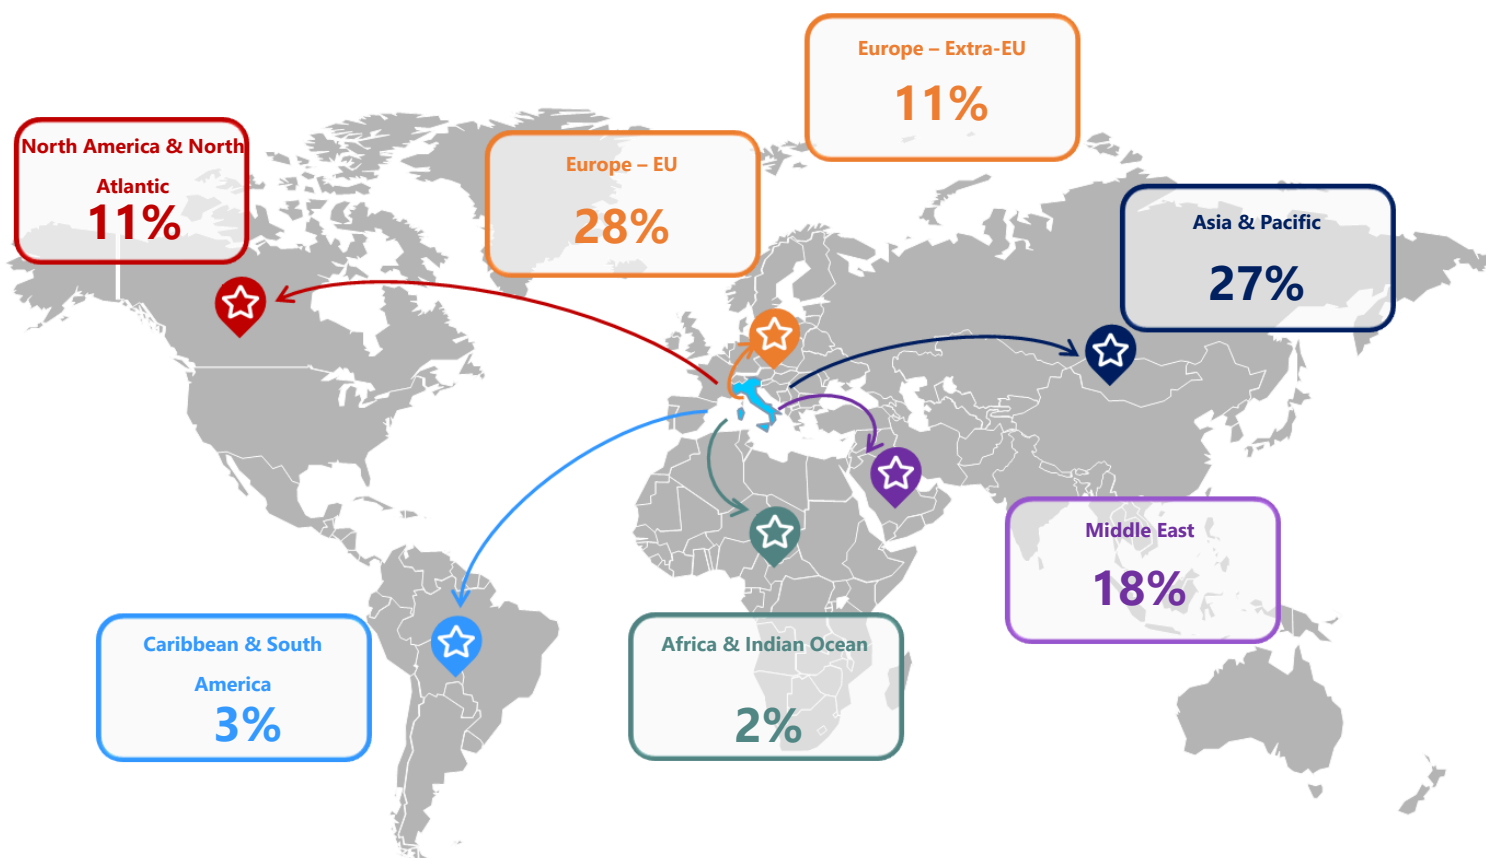 Europe – Extra-EU
11%
North America & North
Atlantic
11%
Europe – EU
28%
Asia & Pacific
27%
Middle East
18%
Caribbean & South
America
3%
Africa & Indian Ocean
2%